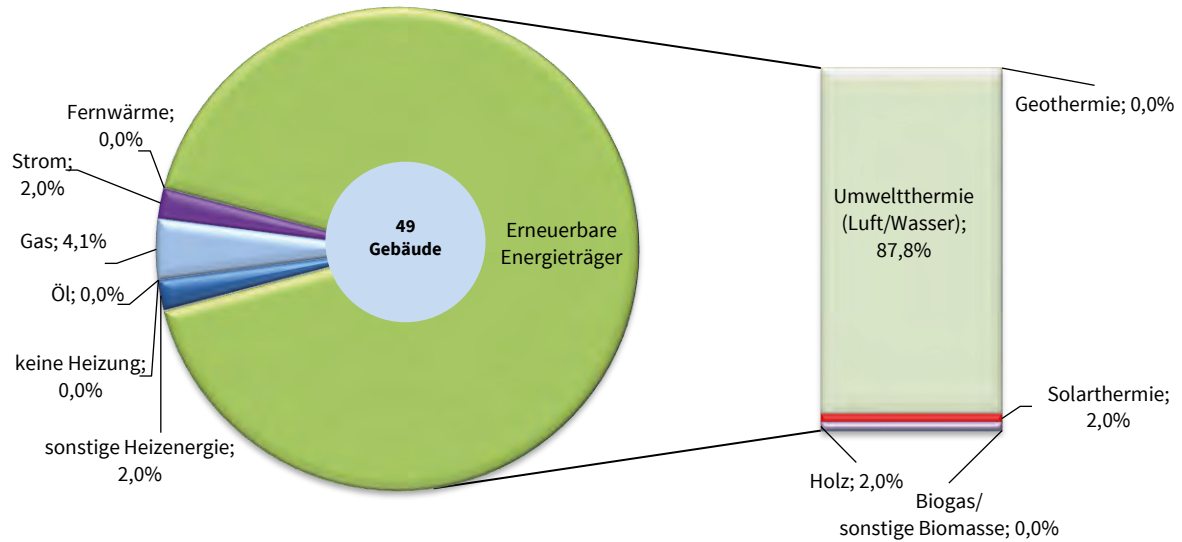 Fernwärme;
0,0%
Strom;
2,0%
Gas; 4,1%
Öl; 0,0%
keine Heizung;
0,0%
sonstige Heizenergie;
2,0%
49
Gebäude
Erneuerbare
Energieträger
Geothermie; 0,0%
Umweltthermie
(Luft/Wasser);
87,8%
Solarthermie;
2,0%
Holz; 2,0%
Biogas/
sonstige Biomasse; 0,0%